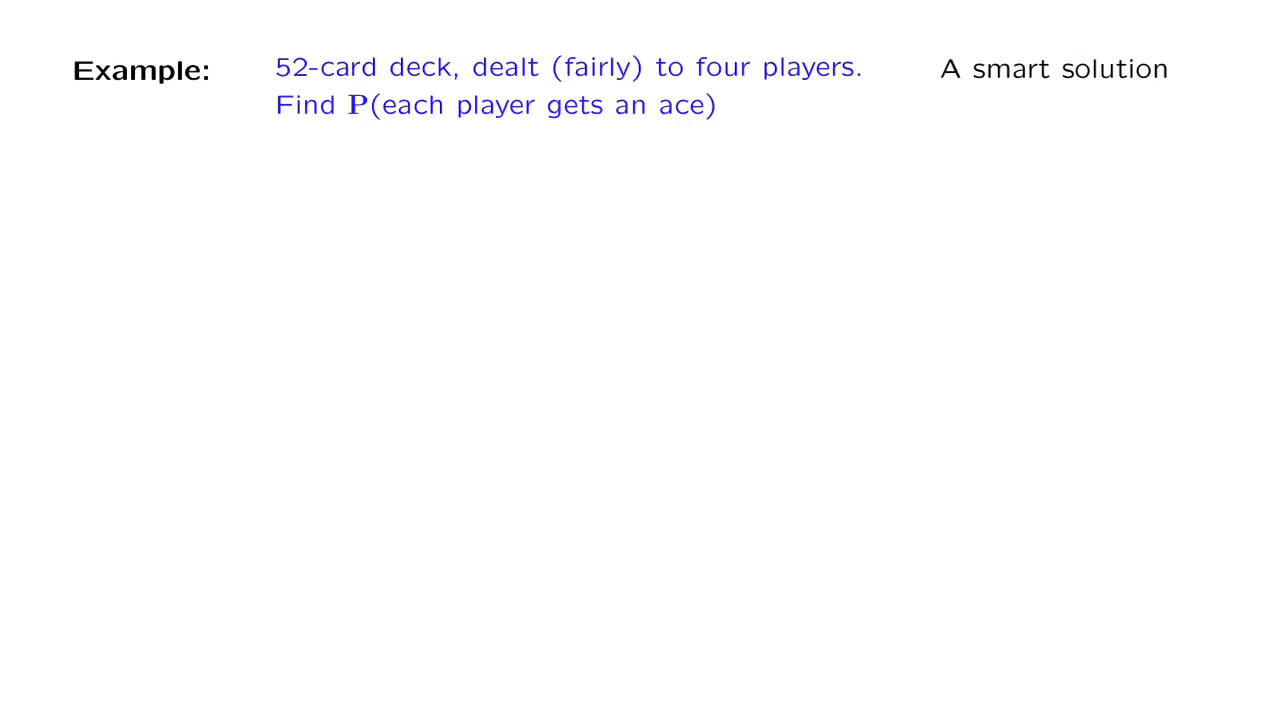 Example: 52-card deck, dealt (fairly) to four players. A smart solution
Find P(each player gets an ace)